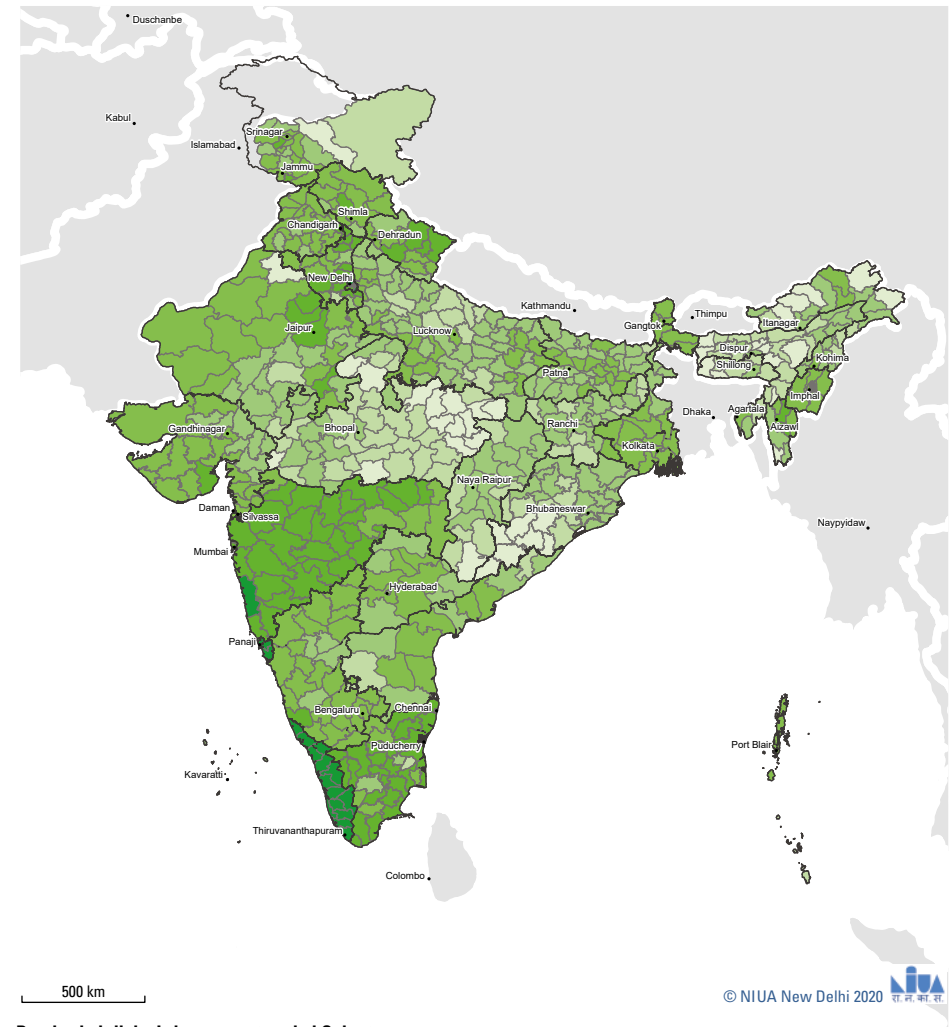 Duschanbe
Kabul
Srinagar
Islamabad
Jammu
Shimla
Chandigarh
Dehradun
New Delhi
Kathmandu
Thimpu
Gangtok
Itanagar
Jaipur
Lucknow
Dispur
Kohima
Shillong
Patna
Imphal
Dhaka
Agartala
Gandhinagar
Bhopal
Ranchi
Aizawl
Kolkata
Naya Raipur
Daman
Silvassa
Bhubaneswar
Naypyidaw
Mumbai
Hyderabad
Panaji
Bengaluru
Chennai
Puducherry
Port Blair
Kavaratti
Thiruvananthapuram
Colombo
500 km
© NIUA New Delhi 2020
NIUA
रा. न. का. सं.